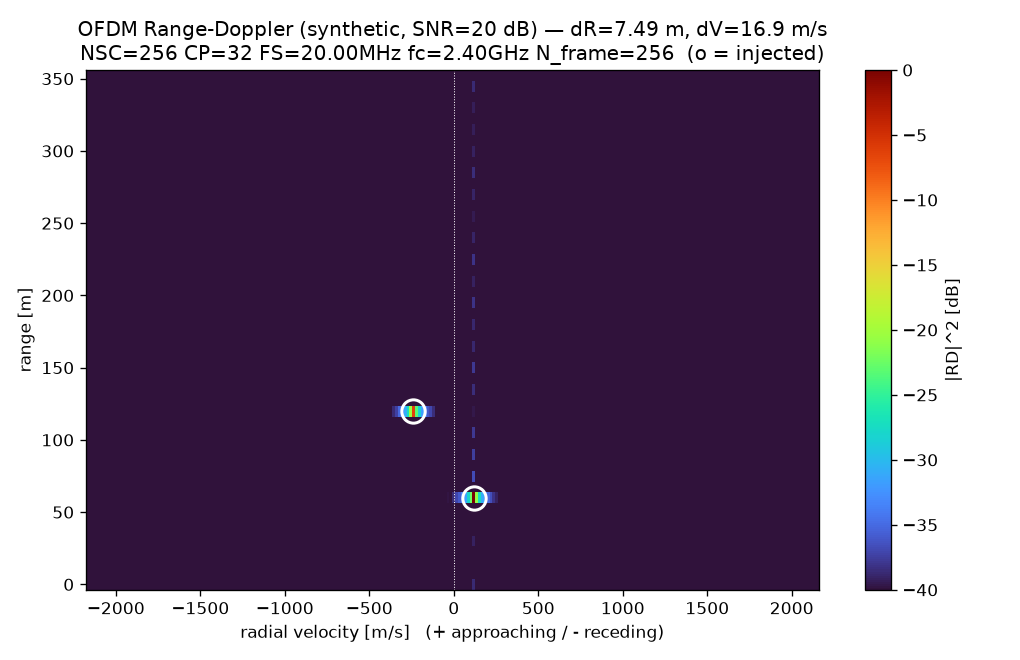 OFDM Range-Doppler (synthetic, SNR=20 dB) — dR=7.49 m, dV=16.9 m/s
NSC=256 CP=32 FS=20.00MHz fc=2.40GHz N_frame=256  (o = injected)
350
300
250
200
150
100
50
0
range [m]
−2000 −1500 −1000 −500 0 500 1000 1500 2000
radial velocity [m/s]   (+ approaching / - receding)
0
−5
−10
−15
−20
−25
−30
−35
−40
|RD|^2 [dB]